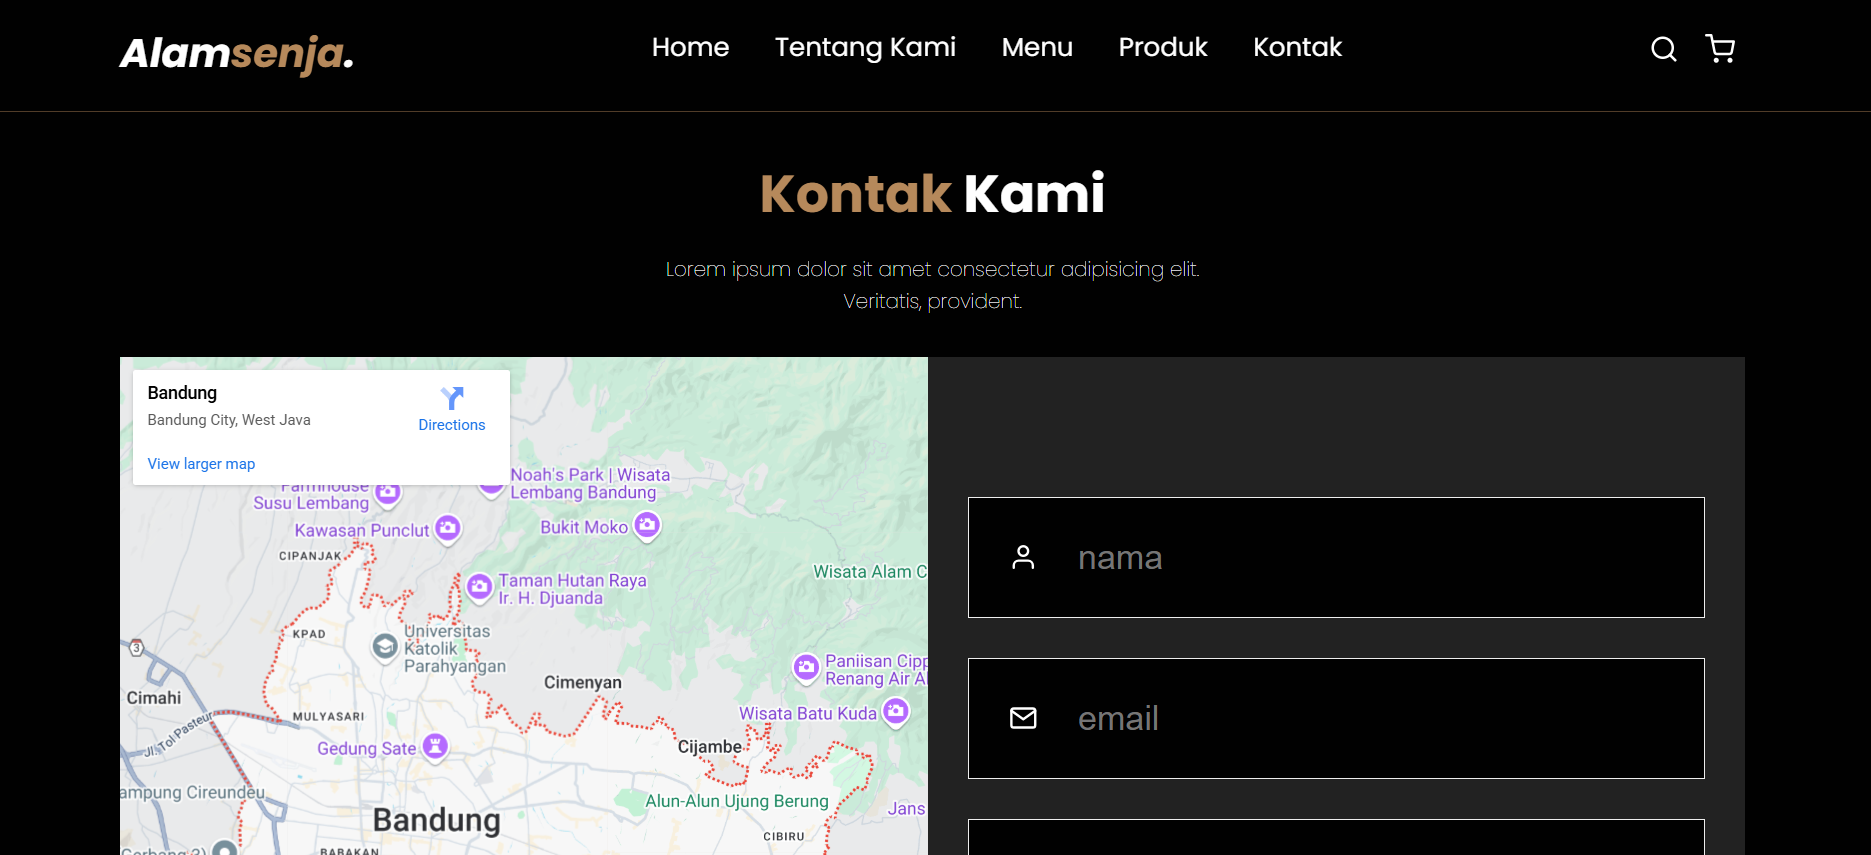 Alamsenja.
Home
Tentang Kami
Menu
Produk
Kontak
Kontak Kami
Lorem ipsum dolor sit amet consectetur adipisicing elit.
Veritatis, provident.
Bandung
Bandung City, West Java
Directions
View larger map
Farmhouse
Susu Lembang
Noah's Park | Wisata
Lembang Bandung
Kawasan Punclut
Bukit Moko
CIPANJAK
Wisata Alam C
Taman Hutan Raya
Ir. H. Djuanda
KPAD
Universitas
Katolik
Parahyangan
3
Paniisan Cipp
Renang Air Al
Cimahi
Cimenyan
MULYASARI
Wisata Batu Kuda
Jl. Tol Pasteur
Gedung Sate
Cijambe
ampung Cireundeu
Alun-Alun Ujung Berung
Jans
Bandung
CIBIRU
BABAKAN
nama
email